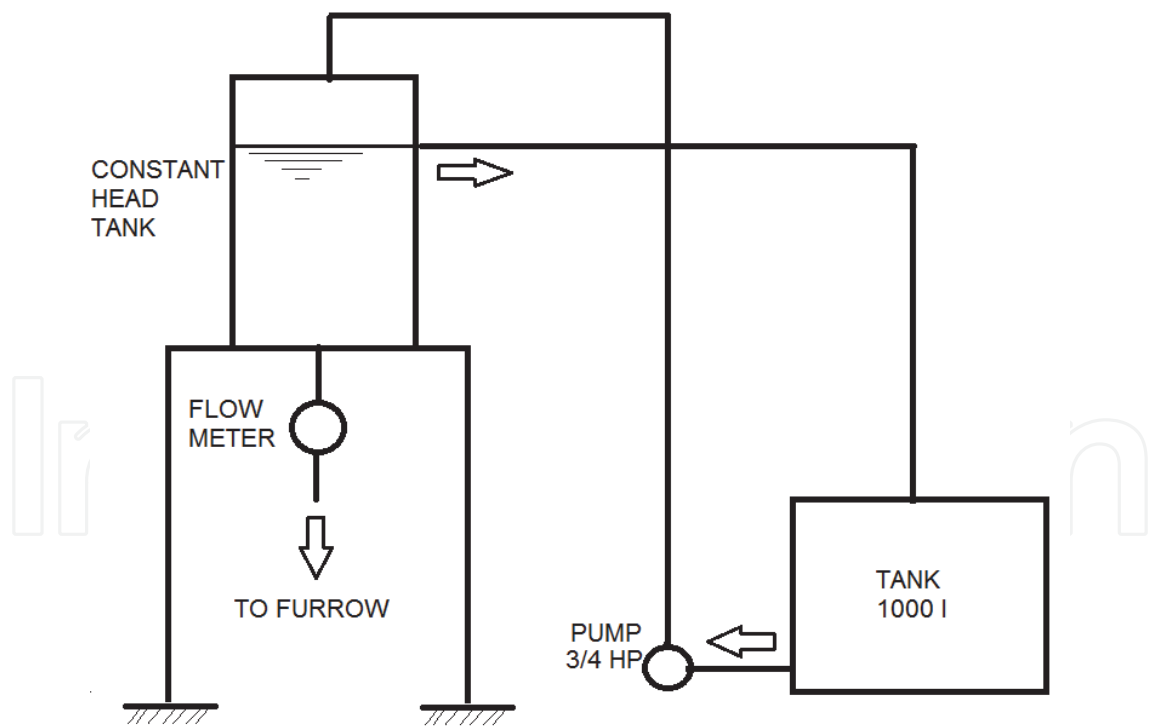 CONSTANT
HEAD
TANK
FLOW
METER
TO FURROW
PUMP
3/4 HP
TANK
1000 l